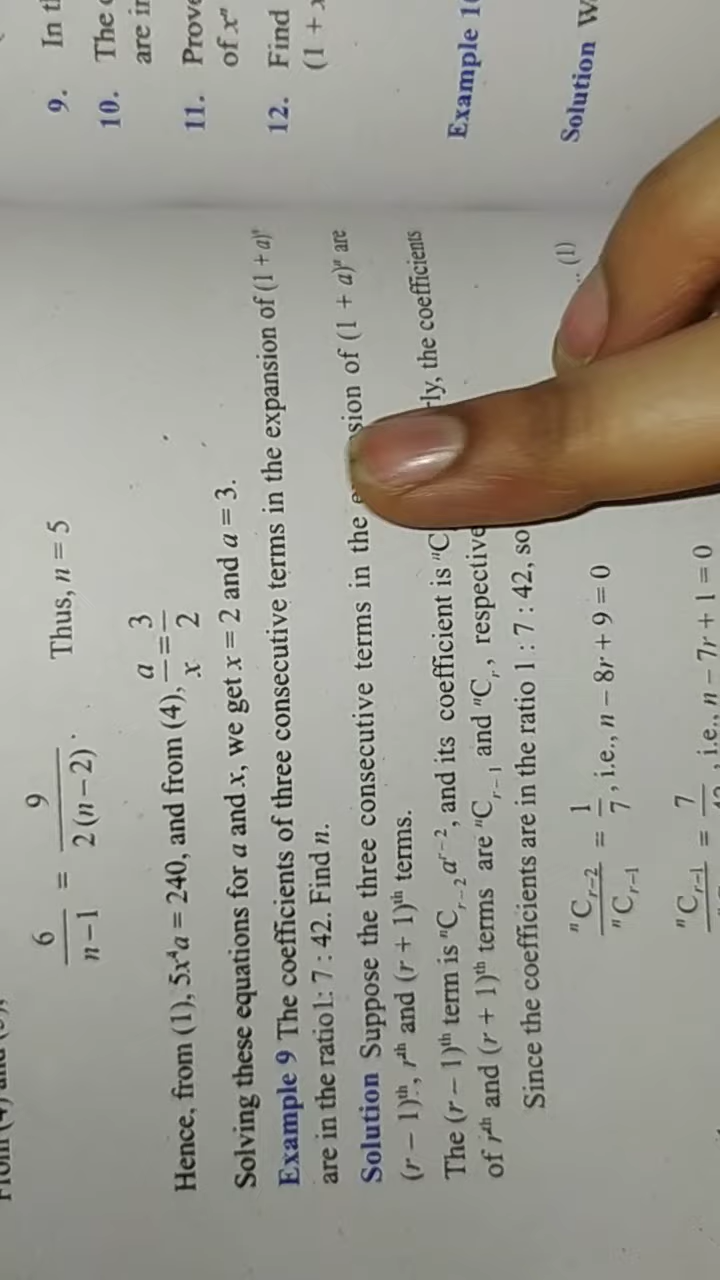 6/(n−1) = 9/(2(n−2)). Thus, n = 5
Hence, from (1), 5x⁴a = 240, and from (4), a/x = 3/2
Solving these equations for a and x, we get x = 2 and a = 3.
Example 9 The coefficients of three consecutive terms in the expansion of (1 + a)ⁿ
are in the ratio1: 7 : 42. Find n.
Solution Suppose the three consecutive terms in the sion of (1 + a)ⁿ are
(r – 1)th, rth and (r + 1)th terms.
The (r – 1)th term is ⁿCᵣ₋₂ aʳ⁻², and its coefficient is ⁿC rly, the coefficients
of rth and (r + 1)th terms are ⁿCᵣ₋₁ and ⁿCᵣ, respective
Since the coefficients are in the ratio 1 : 7 : 42, so
ⁿCᵣ₋₂/ⁿCᵣ₋₁ = 1/7, i.e., n – 8r + 9 = 0 ... (1)
ⁿCᵣ₋₁ = 7 , i.e., n – 7r + 1 = 0
9. In
10. The
are in
11. Prove
of xⁿ
12. Find
(1 +
Example
Solution